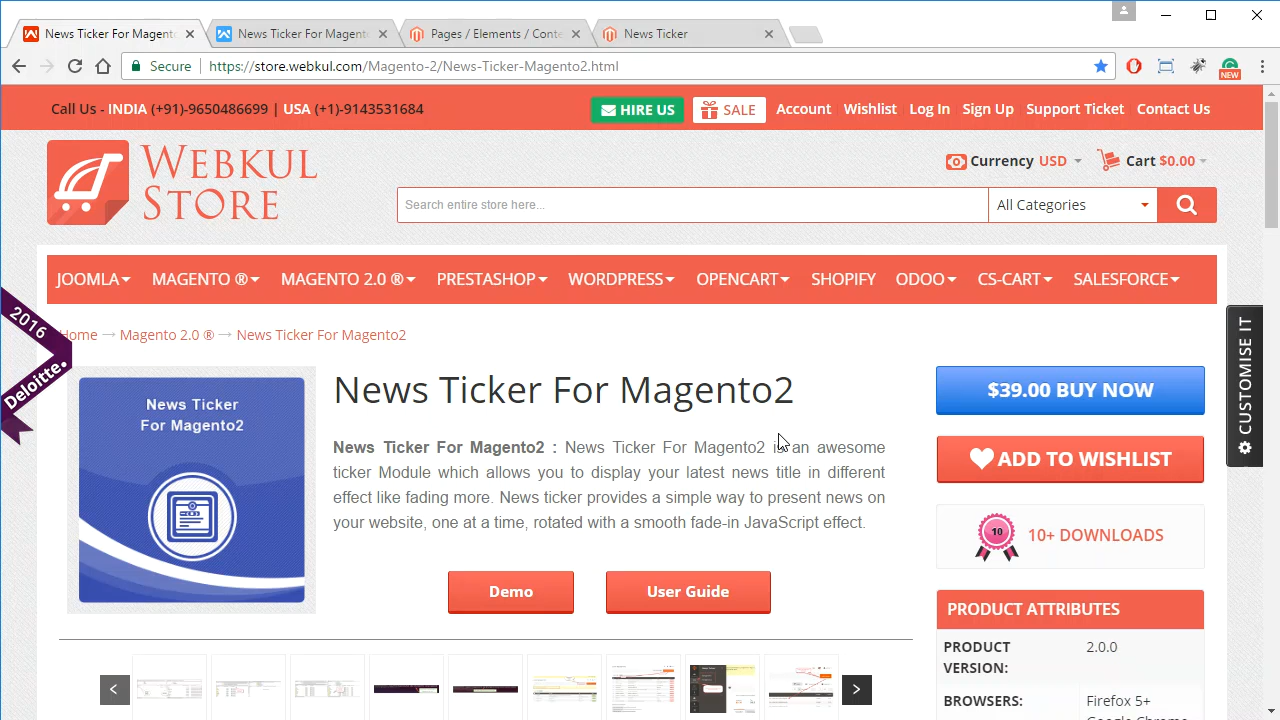 News Ticker For Magento
News Ticker For Magent
Pages / Elements / Conte
News Ticker
Secure
https://store.webkul.com/Magento-2/News-Ticker-Magento2.html
NEW
Call Us - INDIA (+91)-9650486699 | USA (+1)-9143531684
HIRE US
SALE
Account
Wishlist
Log In
Sign Up
Support Ticket
Contact Us
WEBKUL
STORE
Currency USD
Cart $0.00
Search entire store here...
All Categories
JOOMLA
MAGENTO ®
MAGENTO 2.0 ®
PRESTASHOP
WORDPRESS
OPENCART
SHOPIFY
ODOO
CS-CART
SALESFORCE
2016
Deloitte.
Home → Magento 2.0 ® → News Ticker For Magento2
CUSTOMISE IT
News Ticker
For Magento2
News Ticker For Magento2
News Ticker For Magento2 : News Ticker For Magento2 is an awesome
ticker Module which allows you to display your latest news title in different
effect like fading more. News ticker provides a simple way to present news on
your website, one at a time, rotated with a smooth fade-in JavaScript effect.
Demo
User Guide
$39.00 BUY NOW
ADD TO WISHLIST
10
10+ DOWNLOADS
PRODUCT ATTRIBUTES
PRODUCT VERSION: 2.0.0
BROWSERS: Firefox 5+
Google Chrome
< >